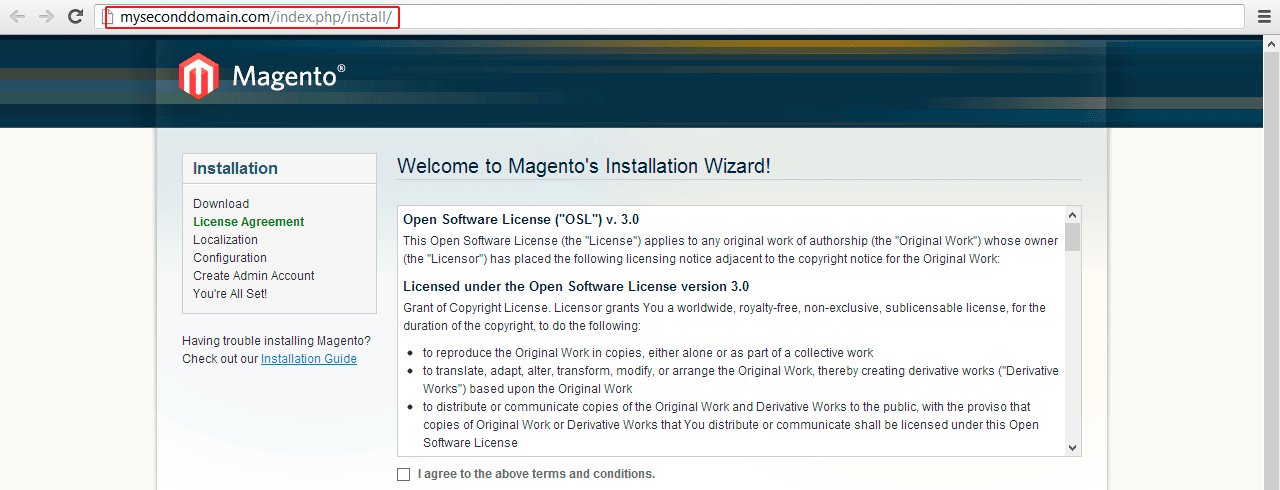 myseconddomain.com/index.php/install/
Magento®
Installation
Download
License Agreement
Localization
Configuration
Create Admin Account
You're All Set!
Having trouble installing Magento?
Check out our Installation Guide
Welcome to Magento's Installation Wizard!
Open Software License ("OSL") v. 3.0
This Open Software License (the "License") applies to any original work of authorship (the "Original Work") whose owner
(the "Licensor") has placed the following licensing notice adjacent to the copyright notice for the Original Work:
Licensed under the Open Software License version 3.0
Grant of Copyright License. Licensor grants You a worldwide, royalty-free, non-exclusive, sublicensable license, for the
duration of the copyright, to do the following:
• to reproduce the Original Work in copies, either alone or as part of a collective work
• to translate, adapt, alter, transform, modify, or arrange the Original Work, thereby creating derivative works ("Derivative
Works") based upon the Original Work
• to distribute or communicate copies of the Original Work and Derivative Works to the public, with the proviso that
copies of Original Work or Derivative Works that You distribute or communicate shall be licensed under this Open
Software License
I agree to the above terms and conditions.